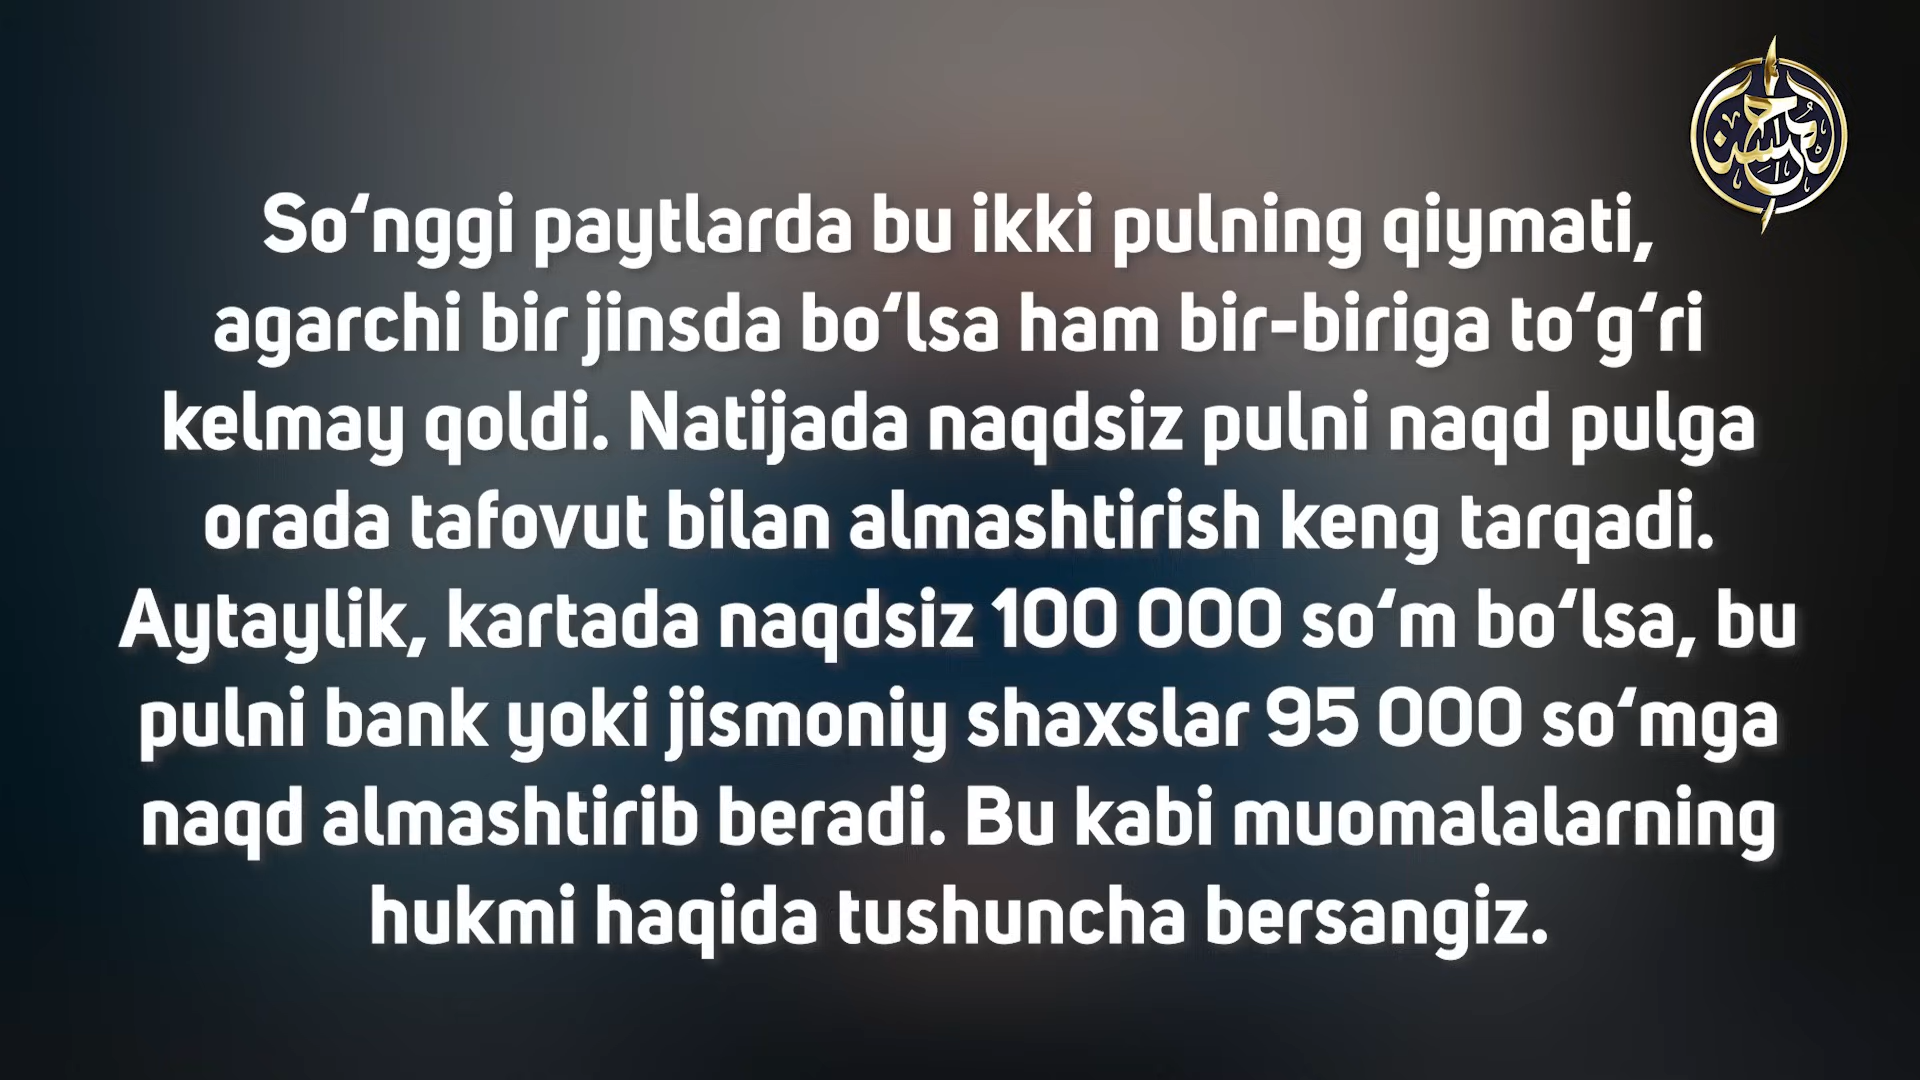 So‘nggi paytlarda bu ikki pulning qiymati,
agarchi bir jinsda bo‘lsa ham bir-biriga to‘g‘ri
kelmay qoldi. Natijada naqdsiz pulni naqd pulga
orada tafovut bilan almashtirish keng tarqadi.
Aytaylik, kartada naqdsiz 100 000 so‘m bo‘lsa, bu
pulni bank yoki jismoniy shaxslar 95 000 so‘mga
naqd almashtirib beradi. Bu kabi muomalalarning
hukmi haqida tushuncha bersangiz.